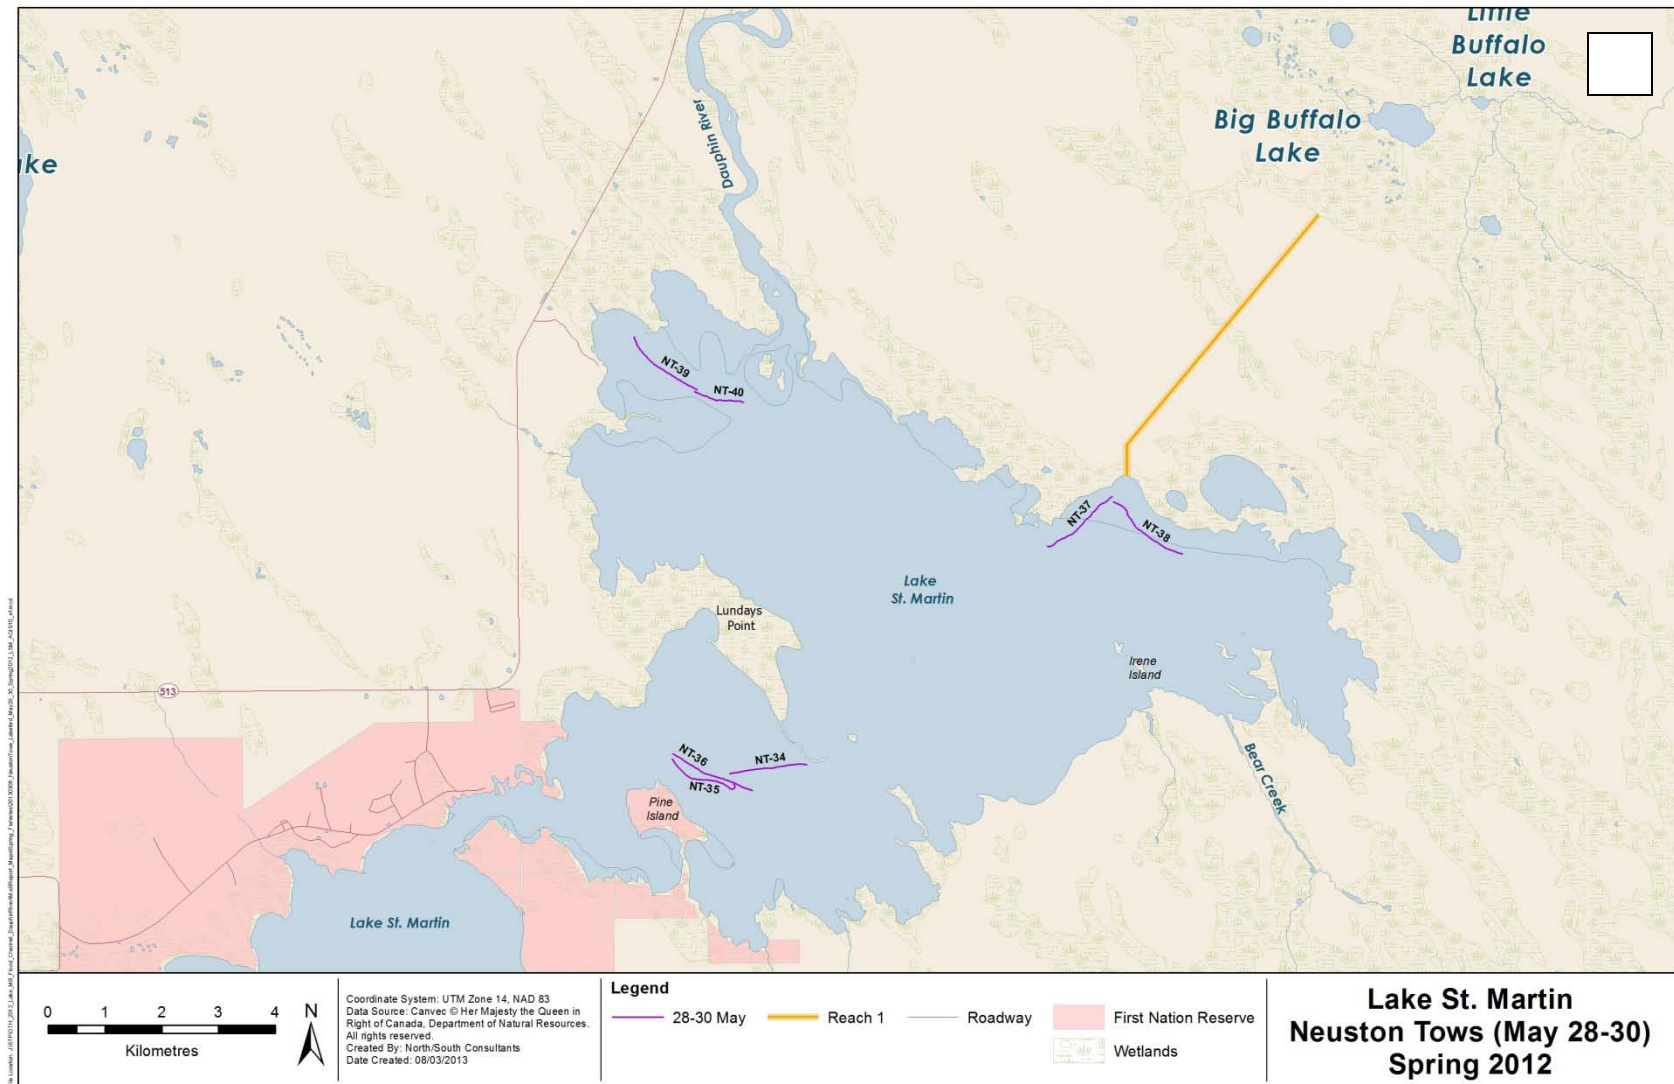 Little
Buffalo
Lake
Big Buffalo
Lake
ake
Dauphin River
NT-39
NT-40
NT-37
NT-38
Lake
St. Martin
Lundays
Point
Irene
Island
513
NT-36
NT-34
NT-35
Pine
Island
Bear Creek
Lake St. Martin
0 1 2 3 4
Kilometres
N
Coordinate System: UTM Zone 14, NAD 83
Data Source: Canvec © Her Majesty the Queen in
Right of Canada, Department of Natural Resources.
All rights reserved.
Created By: North/South Consultants
Date Created: 08/03/2013
Legend
28-30 May
Reach 1
Roadway
First Nation Reserve
Wetlands
Lake St. Martin
Neuston Tows (May 28-30)
Spring 2012